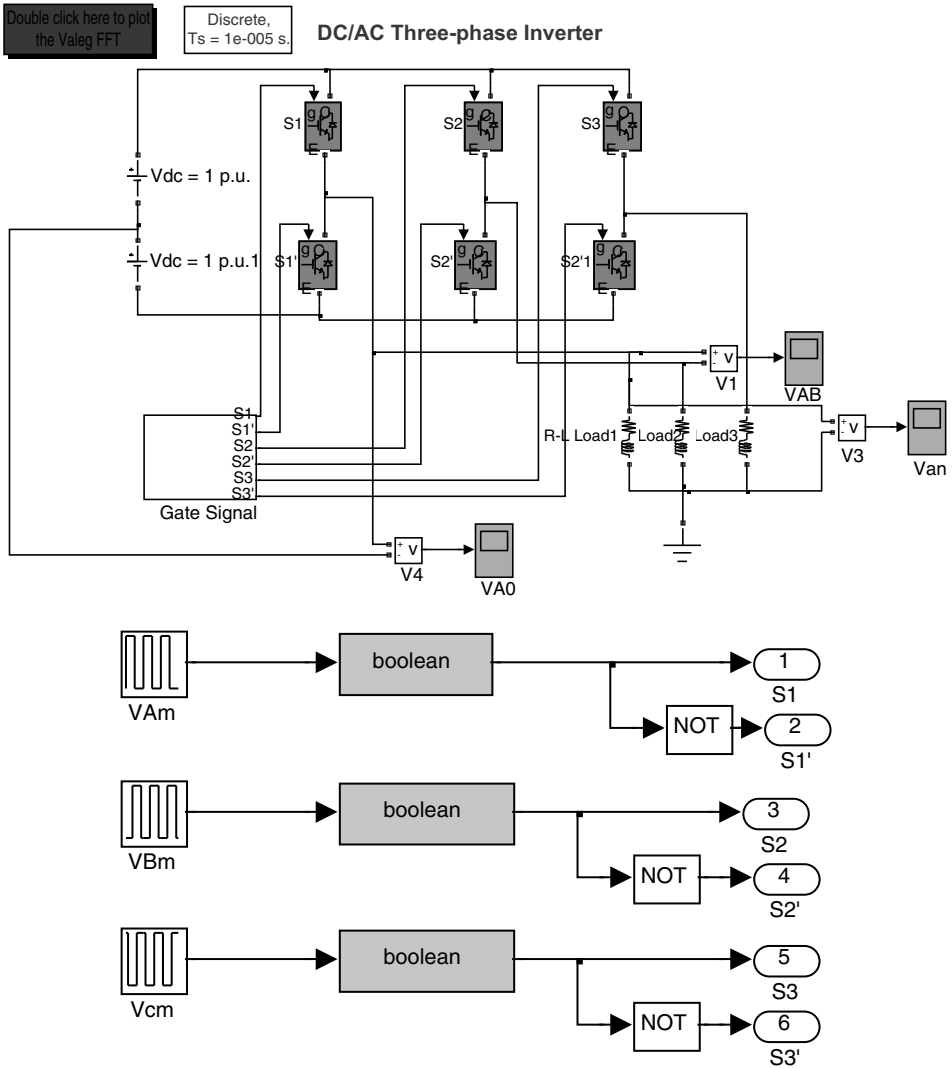 Double click here to plot
the Valeg FFT
Discrete,
Ts = 1e-005 s.
DC/AC Three-phase Inverter
S1
g
C
E
S2
g
C
E
S3
g
C
E
+
Vdc = 1 p.u.
+
Vdc = 1 p.u.1
S1'
g
C
E
S2'
g
C
E
S2'1
g
C
E
+
-
v
V1
VAB
S1
S1'
S2
S2'
S3
S3'
Gate Signal
R-L Load1
Load2
Load3
+
-
v
V3
Van
+
-
v
V4
VA0
VAm
boolean
1
S1
NOT
2
S1'
VBm
boolean
3
S2
NOT
4
S2'
Vcm
boolean
5
S3
NOT
6
S3'